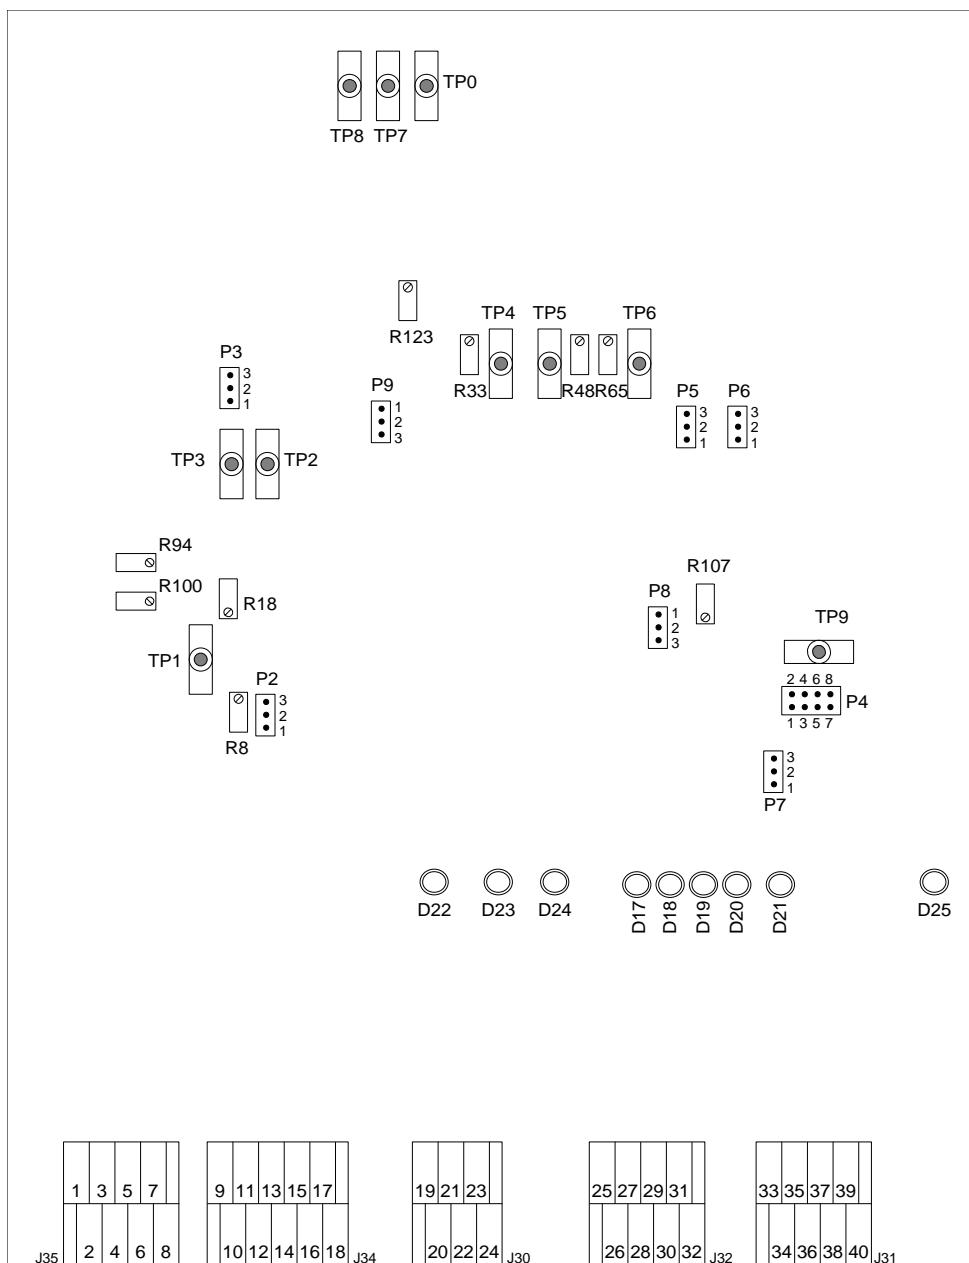 TP0
TP8 TP7
TP4 TP5 TP6
R123
P3
3
2
1
P9
1
2
3
R33
R48 R65
P5
3
2
1
P6
3
2
1
TP3
TP2
R94
R100
R18
R107
P8
1
2
3
TP9
TP1
2 4 6 8
P4
1 3 5 7
P2
3
2
1
R8
3
2
1
P7
D22 D23 D24 D17 D18 D19 D20 D21 D25
1 3 5 7
2 4 6 8
J35
9 11 13 15 17
10 12 14 16 18
J34
19 21 23
20 22 24
J30
25 27 29 31
26 28 30 32
J32
33 35 37 39
34 36 38 40
J31